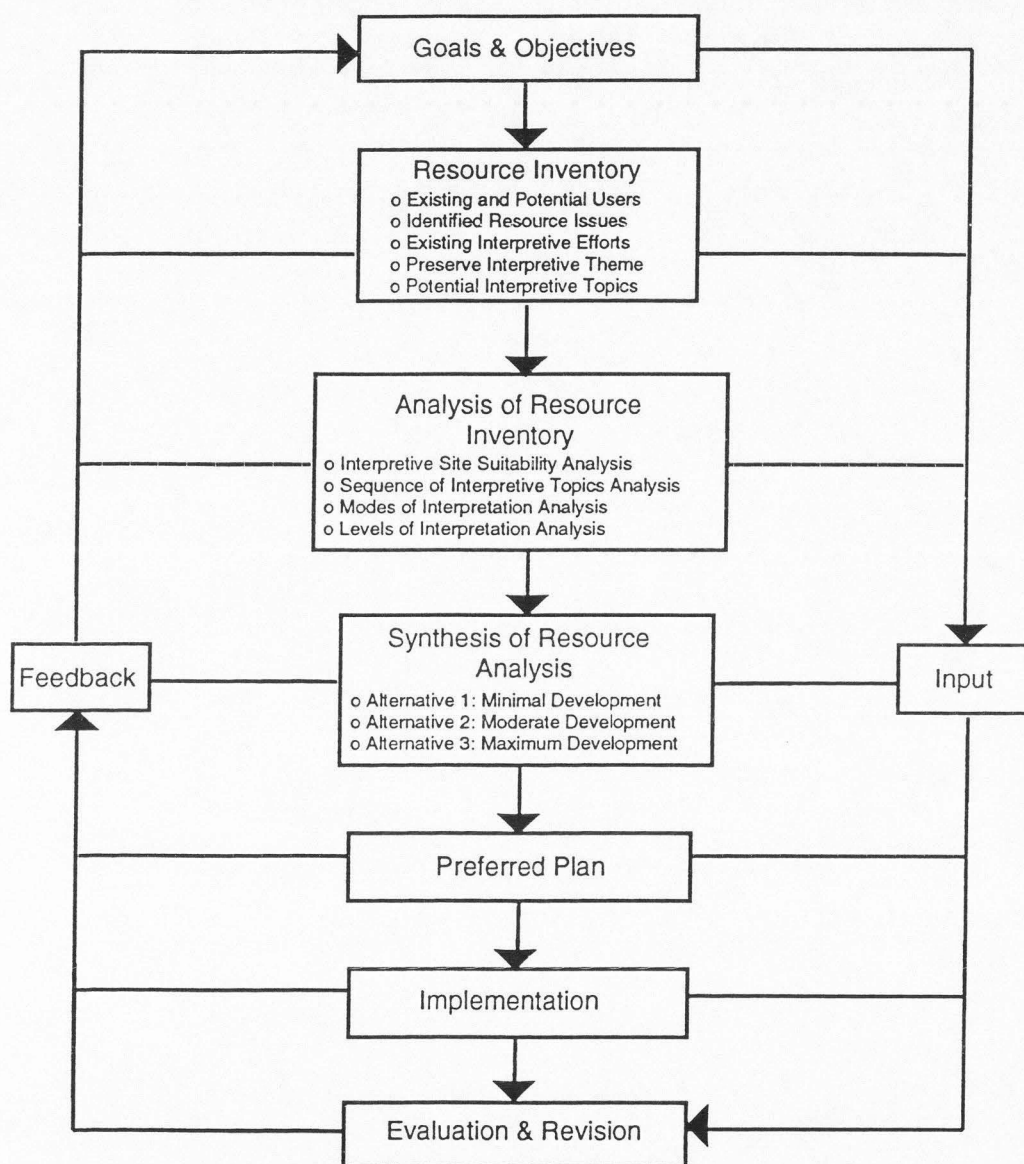 Goals & Objectives
Resource Inventory
o Existing and Potential Users
o Identified Resource Issues
o Existing Interpretive Efforts
o Preserve Interpretive Theme
o Potential Interpretive Topics
Analysis of Resource
Inventory
o Interpretive Site Suitability Analysis
o Sequence of Interpretive Topics Analysis
o Modes of Interpretation Analysis
o Levels of Interpretation Analysis
Feedback
Synthesis of Resource
Analysis
o Alternative 1: Minimal Development
o Alternative 2: Moderate Development
o Alternative 3: Maximum Development
Input
Preferred Plan
Implementation
Evaluation & Revision